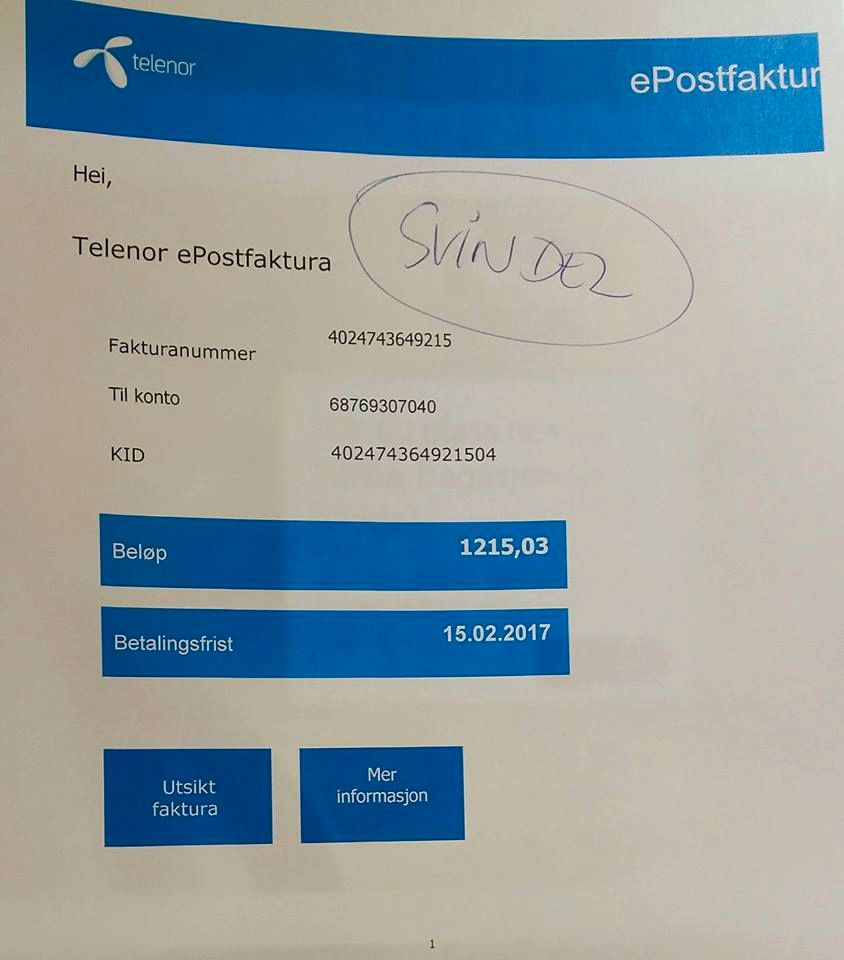 telenor
ePostfaktur
Hei,
SVINDEL
Telenor ePostfaktura
Fakturanummer 4024743649215
Til konto 68769307040
KID 402474364921504
Beløp 1215,03
Betalingsfrist 15.02.2017
Utsikt
faktura
Mer
informasjon
1